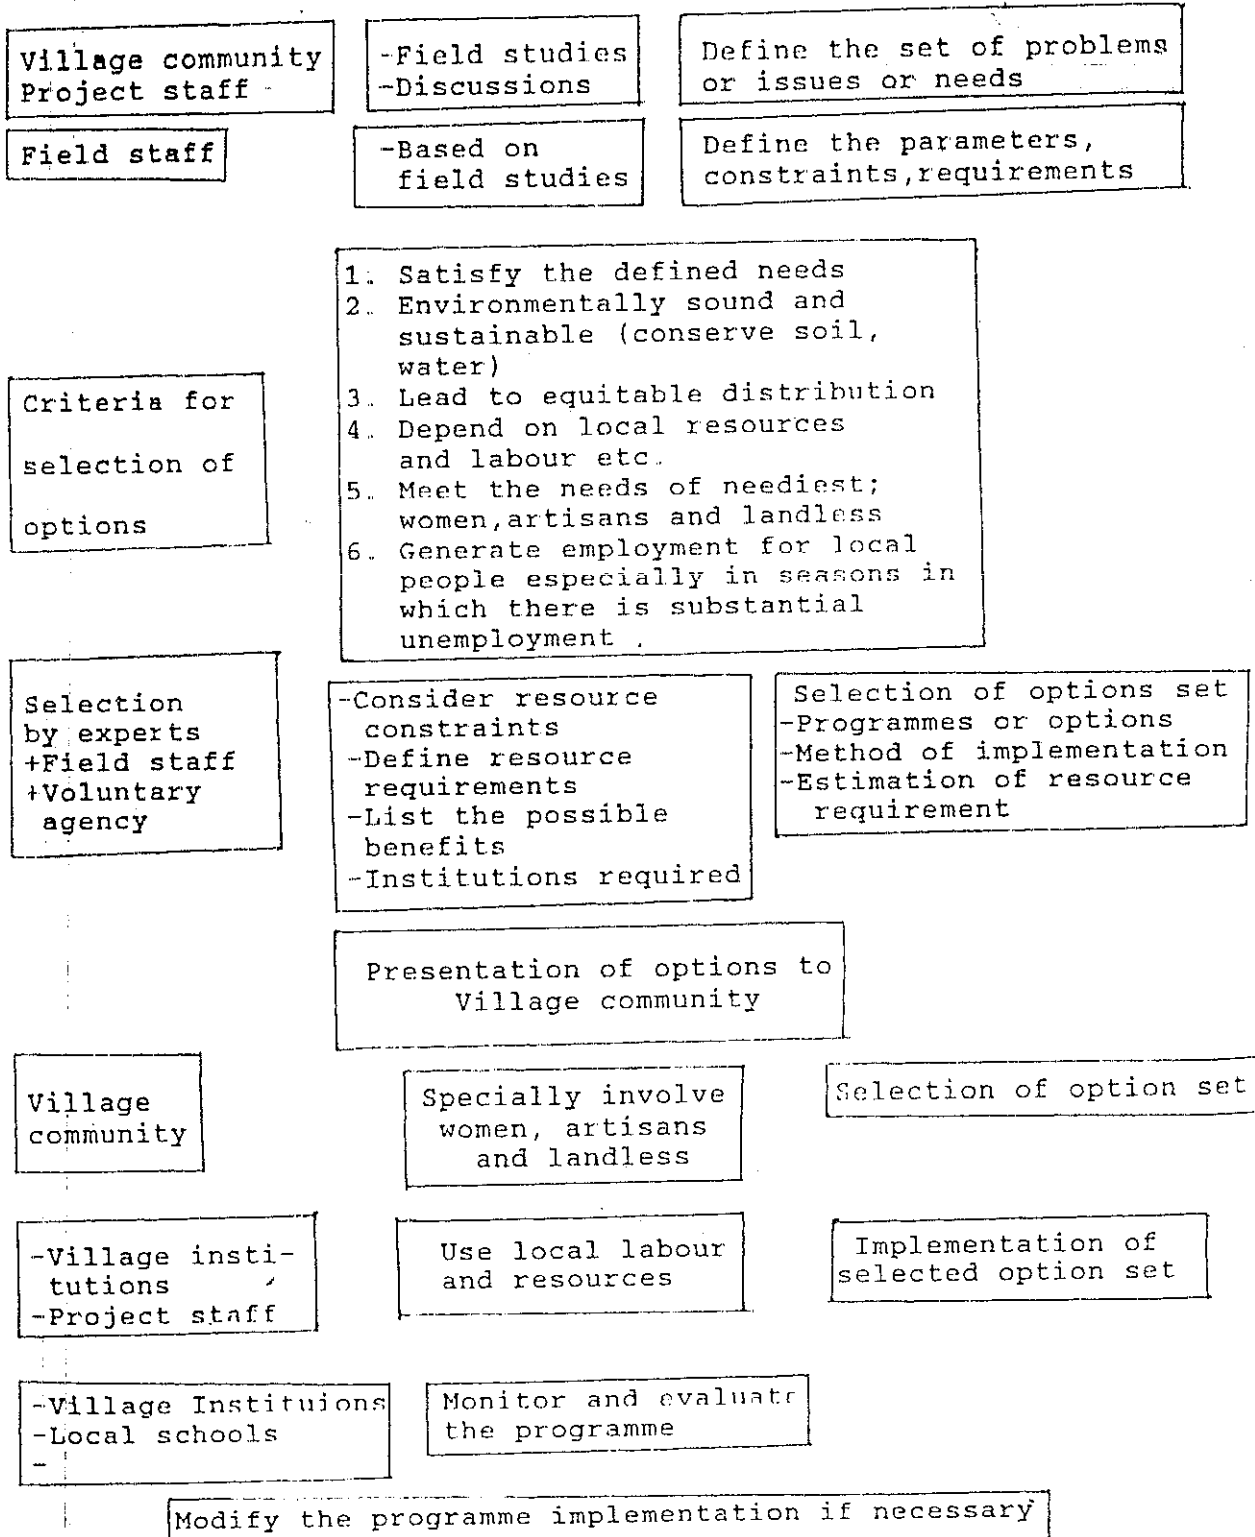 Village community
Project staff -
-Field studies
-Discussions
Define the set of problems
or issues or needs
Field staff
-Based on
field studies
Define the parameters,
constraints,requirements
Criteria for
selection of
options
1. Satisfy the defined needs
2. Environmentally sound and
sustainable (conserve soil,
water)
3. Lead to equitable distribution
4. Depend on local resources
and labour etc.
5. Meet the needs of neediest;
women,artisans and landless
6. Generate employment for local
people especially in seasons in
which there is substantial
unemployment .
Selection
by experts
+Field staff
+Voluntary
agency
-Consider resource
constraints
-Define resource
requirements
-List the possible
benefits
-Institutions required
Selection of options set
-Programmes or options
-Method of implementation
-Estimation of resource
requirement
Presentation of options to
Village community
Village
community
Specially involve
women, artisans
and landless
Selection of option set
-Village insti-
tutions
-Project staff
Use local labour
and resources
Implementation of
selected option set
-Village Instituions
-Local schools
-
Monitor and evaluate
the programme
Modify the programme implementation if necessary